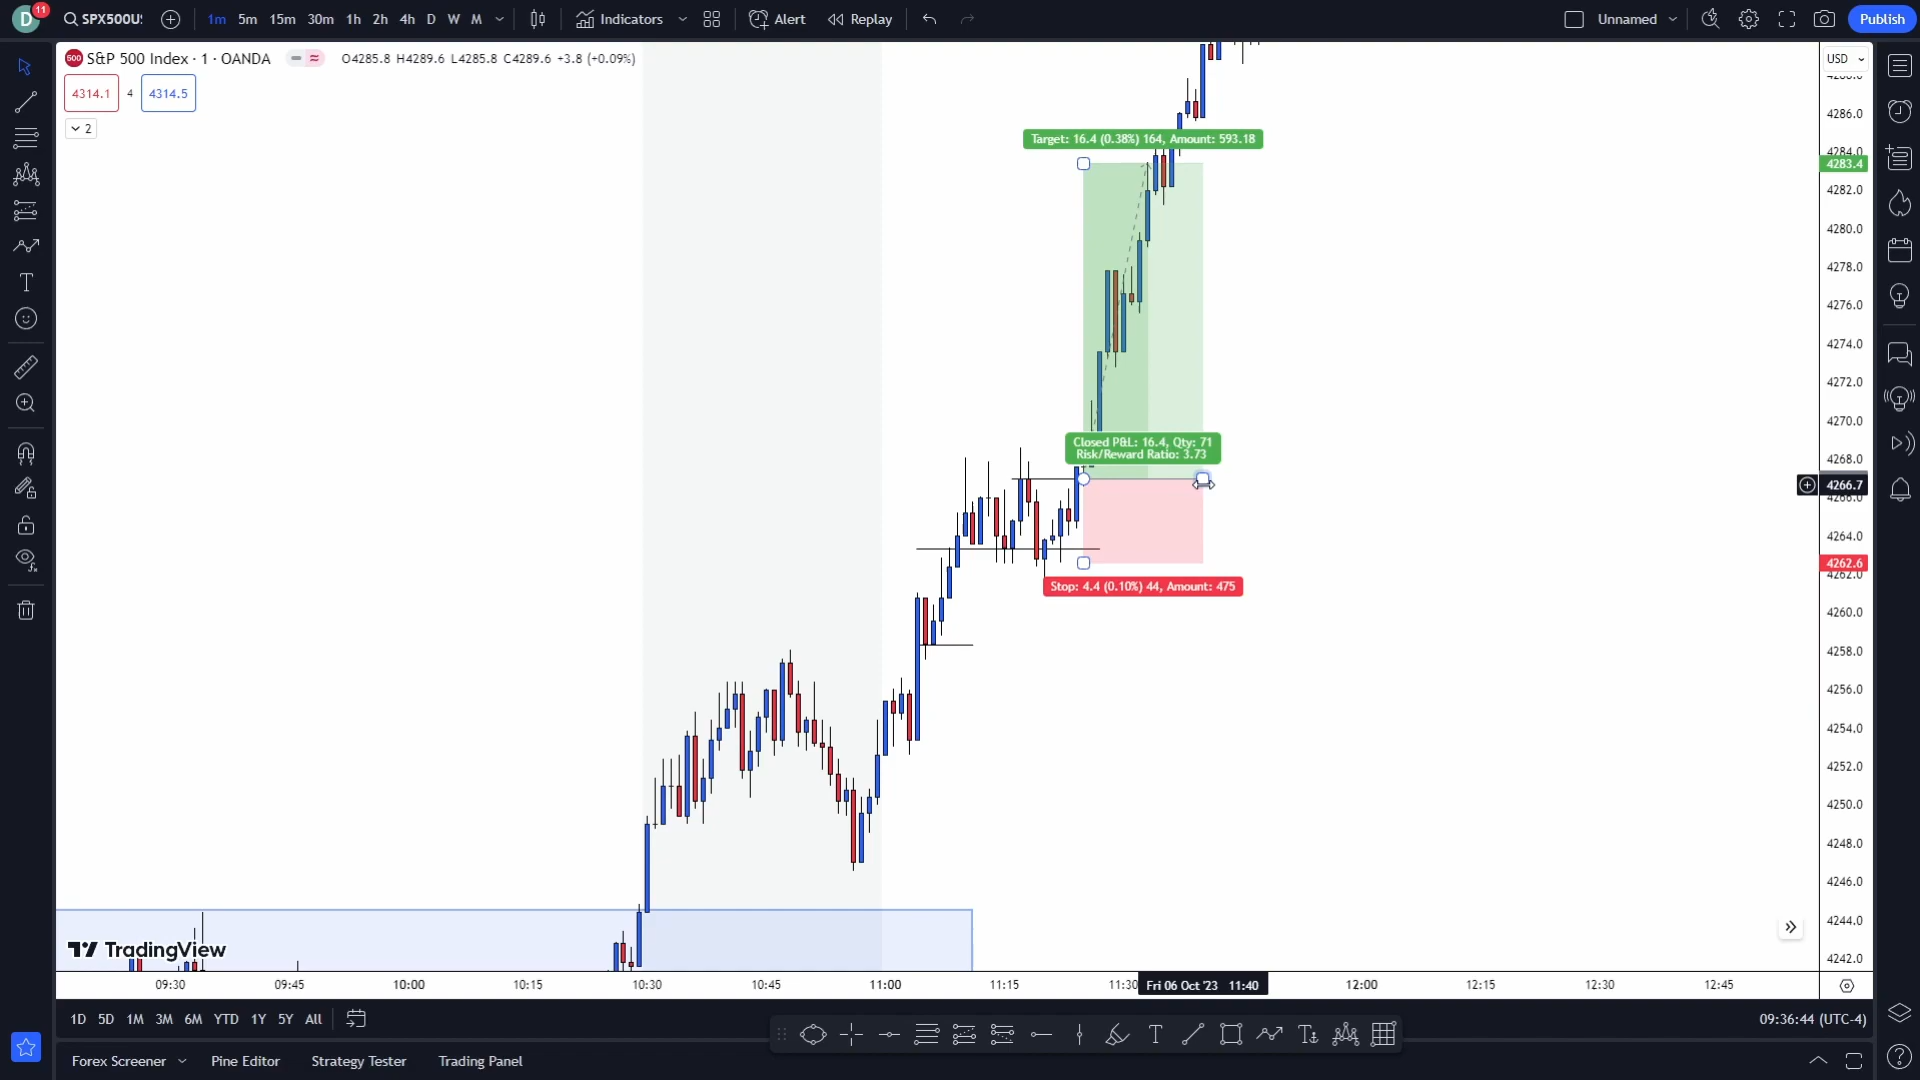 D
11
SPX500U:
1m
5m
15m
30m
1h
2h
4h
D
W
M
Indicators
Alert
Replay
Unnamed
Publish
500 S&P 500 Index · 1 · OANDA
O4285.8 H4289.6 L4285.8 C4289.6 +3.8 (+0.09%)
USD
4314.1
4
4314.5
2
4286.0
Target: 16.4 (0.38%) 164, Amount: 593.18
4284.0
4283.4
4282.0
4280.0
4278.0
4276.0
4274.0
4272.0
4270.0
Closed P&L: 16.4, Qty: 71
Risk/Reward Ratio: 3.73
4268.0
4266.7
4266.0
4264.0
4262.6
4262.0
Stop: 4.4 (0.10%) 44, Amount: 475
4260.0
4258.0
4256.0
4254.0
4252.0
4250.0
4248.0
4246.0
4244.0
4242.0
TradingView
09:30
09:45
10:00
10:15
10:30
10:45
11:00
11:15
11:30
Fri 06 Oct '23 11:40
12:00
12:15
12:30
12:45
1D
5D
1M
3M
6M
YTD
1Y
5Y
All
09:36:44 (UTC-4)
Forex Screener
Pine Editor
Strategy Tester
Trading Panel